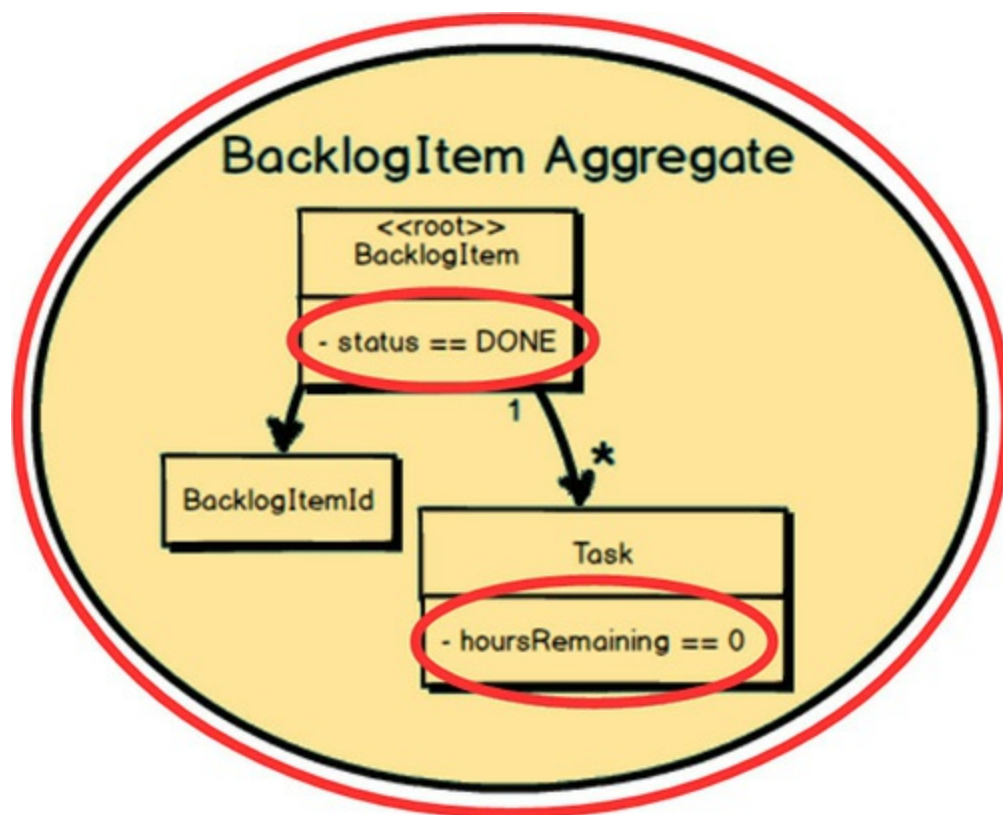 BacklogItem Aggregate
<<root>>
BacklogItem
- status == DONE
1
*
BacklogItemId
Task
- hoursRemaining == 0